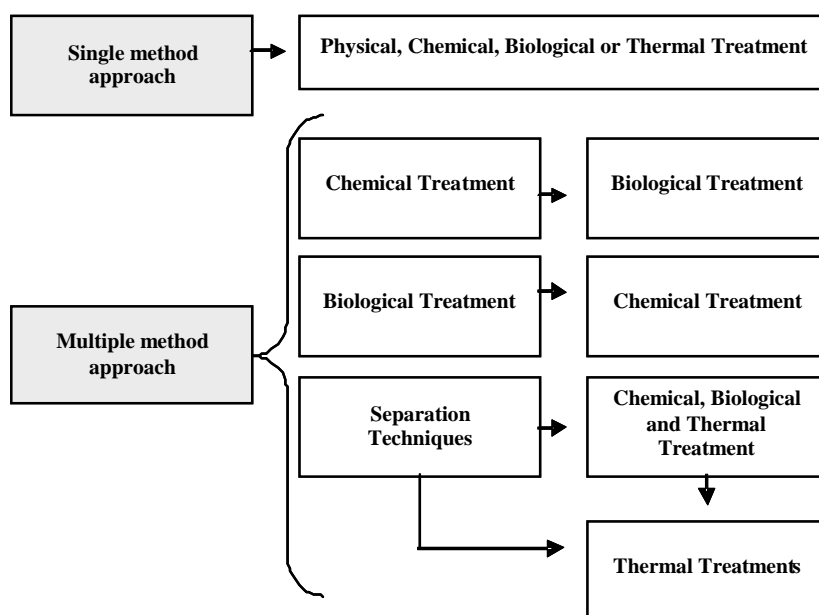 Single method
approach
Physical, Chemical, Biological or Thermal Treatment
Chemical Treatment
Biological Treatment
Biological Treatment
Chemical Treatment
Multiple method
approach
Separation
Techniques
Chemical, Biological
and Thermal
Treatment
Thermal Treatments